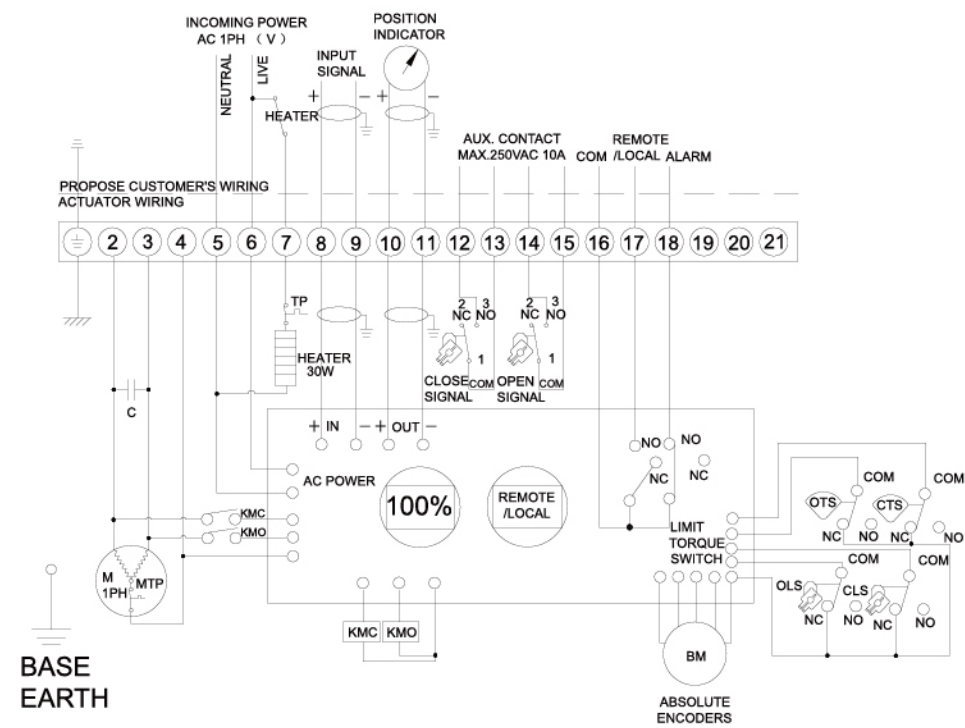 INCOMING POWER
AC 1PH （ V ）
POSITION
INDICATOR
INPUT
SIGNAL
NEUTRAL
LIVE
HEATER
+ −
+ −
AUX. CONTACT
MAX.250VAC 10A
COM
REMOTE
/LOCAL
ALARM
PROPOSE CUSTOMER'S WIRING
ACTUATOR WIRING
2 3 4 5 6 7 8 9 10 11 12 13 14 15 16 17 18 19 20 21
TP
HEATER
30W
2 3
NC NO
1
COM
CLOSE
SIGNAL
2 3
NC NO
1
COM
OPEN
SIGNAL
C
+ IN −
+ OUT −
AC POWER
100%
REMOTE
/LOCAL
NO
NC
NO
NC
KMC
KMO
LIMIT
TORQUE
SWITCH
OTS
COM
NC
NO
CTS
COM
NC
NO
OLS
COM
NC
NO
CLS
COM
NC
NO
M
1PH
MTP
KMC
KMO
BM
BASE
EARTH
ABSOLUTE
ENCODERS